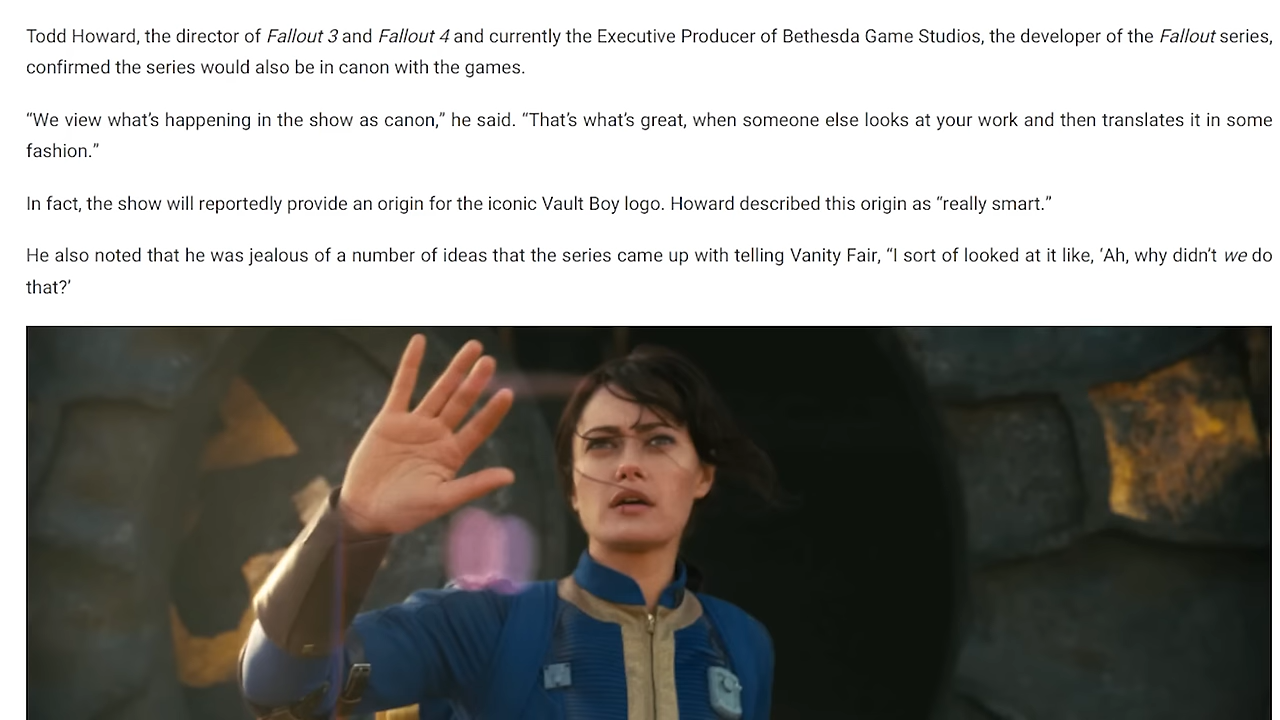 Todd Howard, the director of Fallout 3 and Fallout 4 and currently the Executive Producer of Bethesda Game Studios, the developer of the Fallout series,
confirmed the series would also be in canon with the games.
“We view what’s happening in the show as canon,” he said. “That’s what’s great, when someone else looks at your work and then translates it in some
fashion.”
In fact, the show will reportedly provide an origin for the iconic Vault Boy logo. Howard described this origin as “really smart.”
He also noted that he was jealous of a number of ideas that the series came up with telling Vanity Fair, “I sort of looked at it like, ‘Ah, why didn’t we do
that?’